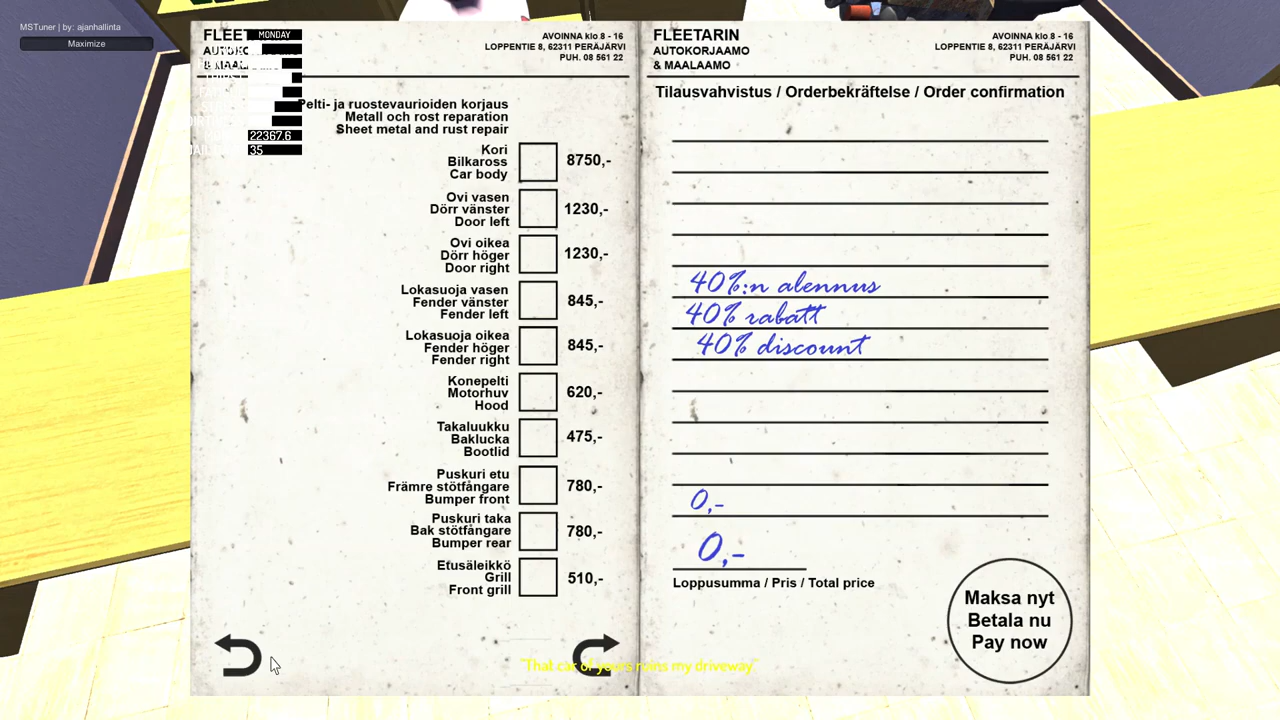 MSTuner | by: ajanhallinta
Maximize
MONDAY
22367.6
35
AVOINNA klo 8 - 16
LOPPENTIE 8, 62311 PERÄJÄRVI
PUH. 08 561 22
Pelti- ja ruostevaurioiden korjaus
Metall och rost reparation
Sheet metal and rust repair
Kori
Bilkaross
Car body
8750,-
Ovi vasen
Dörr vänster
Door left
1230,-
Ovi oikea
Dörr höger
Door right
1230,-
Lokasuoja vasen
Fender vänster
Fender left
845,-
Lokasuoja oikea
Fender höger
Fender right
845,-
Konepelti
Motorhuv
Hood
620,-
Takaluukku
Baklucka
Bootlid
475,-
Puskuri etu
Främre stötfångare
Bumper front
780,-
Puskuri taka
Bak stötfångare
Bumper rear
780,-
Etusäleikkö
Grill
Front grill
510,-
FLEETARIN
AUTOKORJAAMO
& MAALAAMO
AVOINNA klo 8 - 16
LOPPENTIE 8, 62311 PERÄJÄRVI
PUH. 08 561 22
Tilausvahvistus / Orderbekräftelse / Order confirmation
40%:n alennus
40% rabatt
40% discount
0,-
0,-
Loppusumma / Pris / Total price
Maksa nyt
Betala nu
Pay now
"That car of yours ruins my driveway."